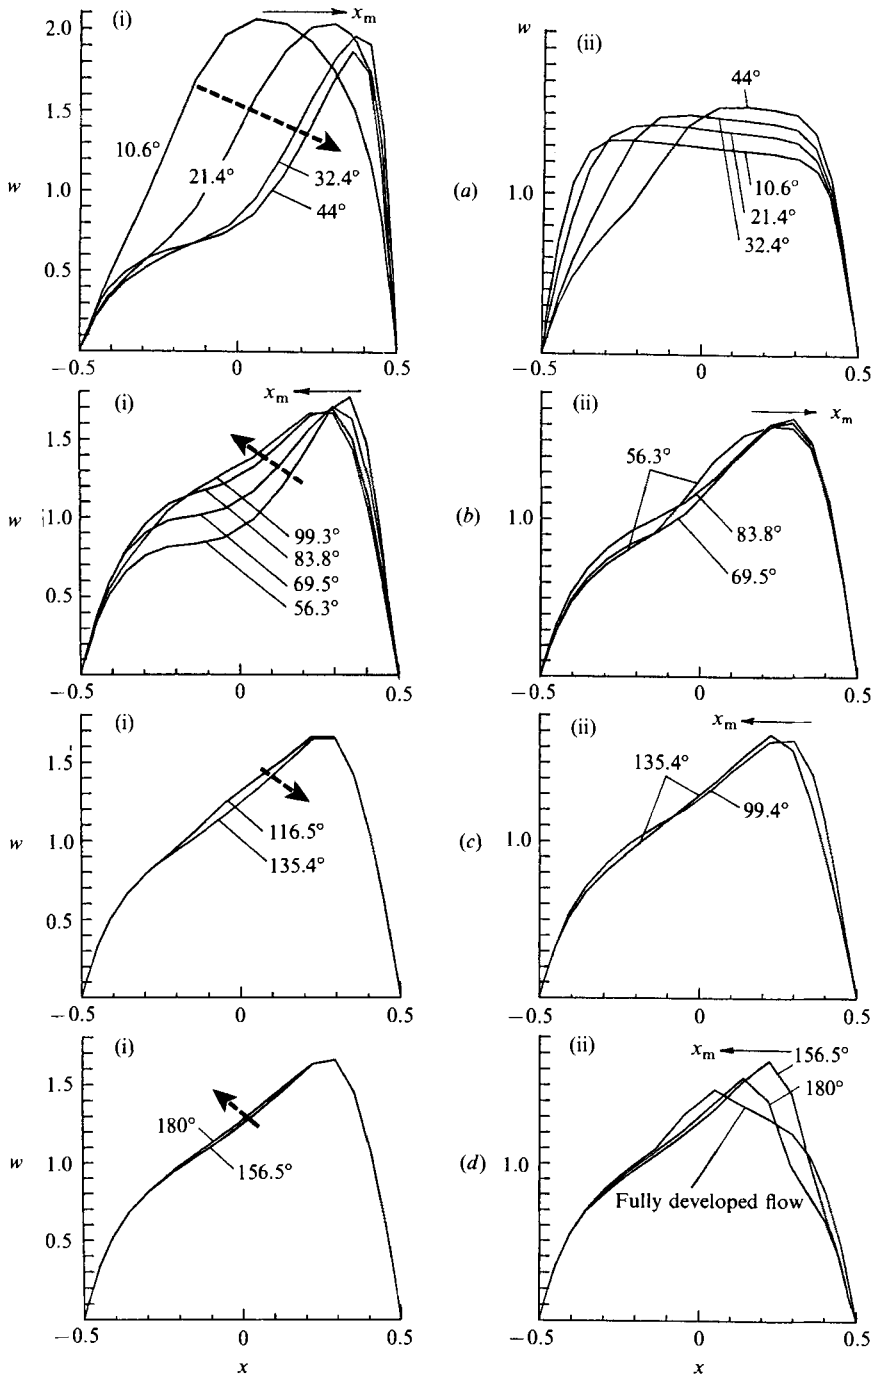 (i)
x_m
2.0
1.5
10.6°
21.4°
32.4°
44°
1.0
w
0.5
−0.5
0
0.5
(a)
w
(ii)
44°
1.0
10.6°
21.4°
32.4°
−0.5
0
0.5
(i)
x_m
1.5
w
1.0
99.3°
83.8°
69.5°
56.3°
0.5
−0.5
0
0.5
(b)
(ii)
x_m
56.3°
1.0
83.8°
69.5°
−0.5
0
0.5
(i)
1.5
w
1.0
116.5°
135.4°
0.5
−0.5
0
0.5
(c)
(ii)
x_m
135.4°
1.0
99.4°
−0.5
0
0.5
(i)
1.5
180°
w
1.0
156.5°
0.5
−0.5
0
0.5
x
(d)
(ii)
x_m
156.5°
180°
1.0
Fully developed flow
−0.5
0
0.5
x